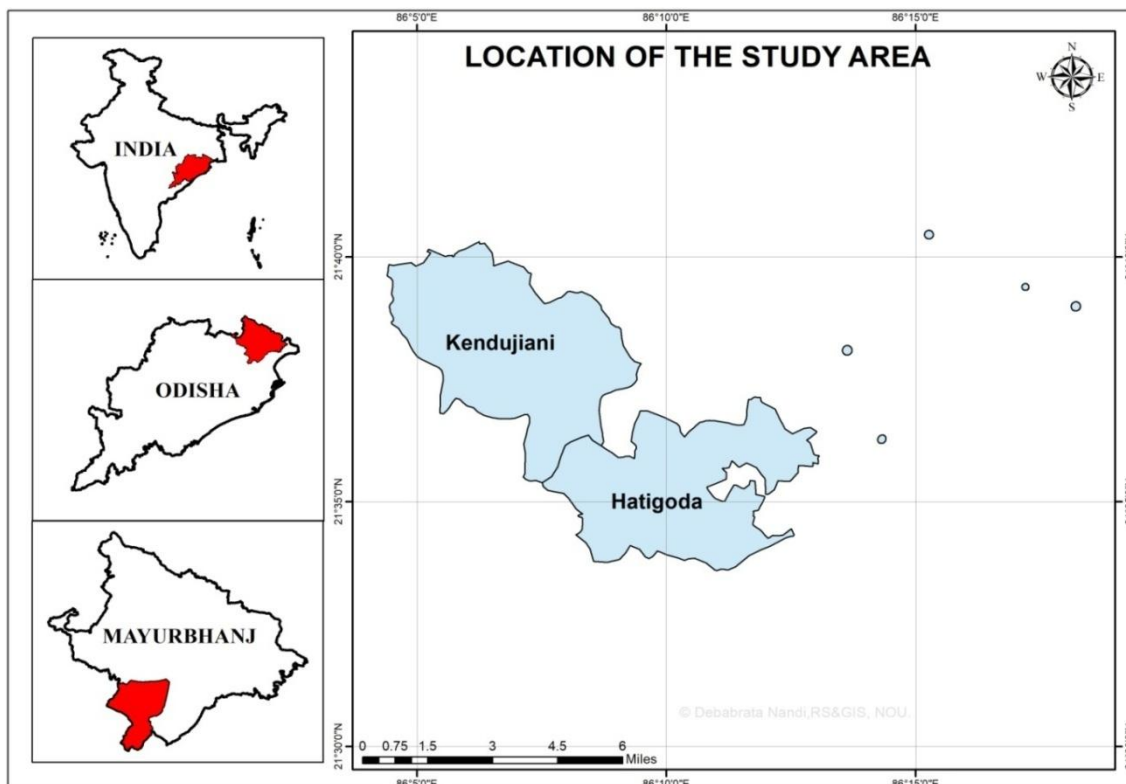 86°5'0"E 86°10'0"E 86°15'0"E
LOCATION OF THE STUDY AREA
N
W E
S
INDIA
ODISHA
MAYURBHANJ
21°40'0"N
21°35'0"N
21°30'0"N
Kendujiani
Hatigoda
© Debabrata Nandi,RS&GIS, NOU.
0 0.75 1.5 3 4.5 6
Miles
86°5'0"E 86°10'0"E 86°15'0"E